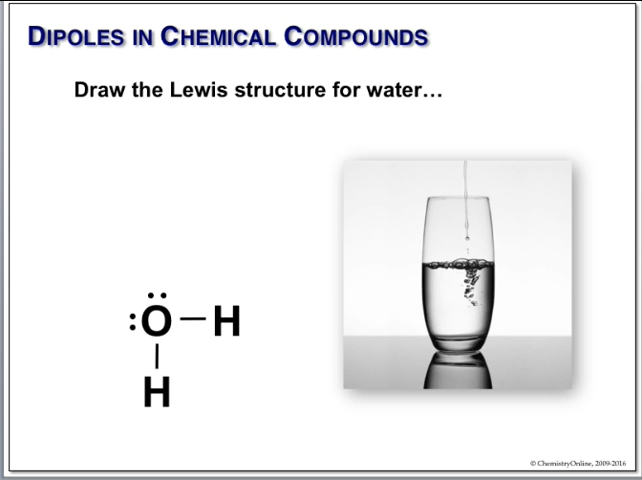 DIPOLES IN CHEMICAL COMPOUNDS
Draw the Lewis structure for water…
:Ö — H
|
H
© ChemistryOnline, 2009-2016